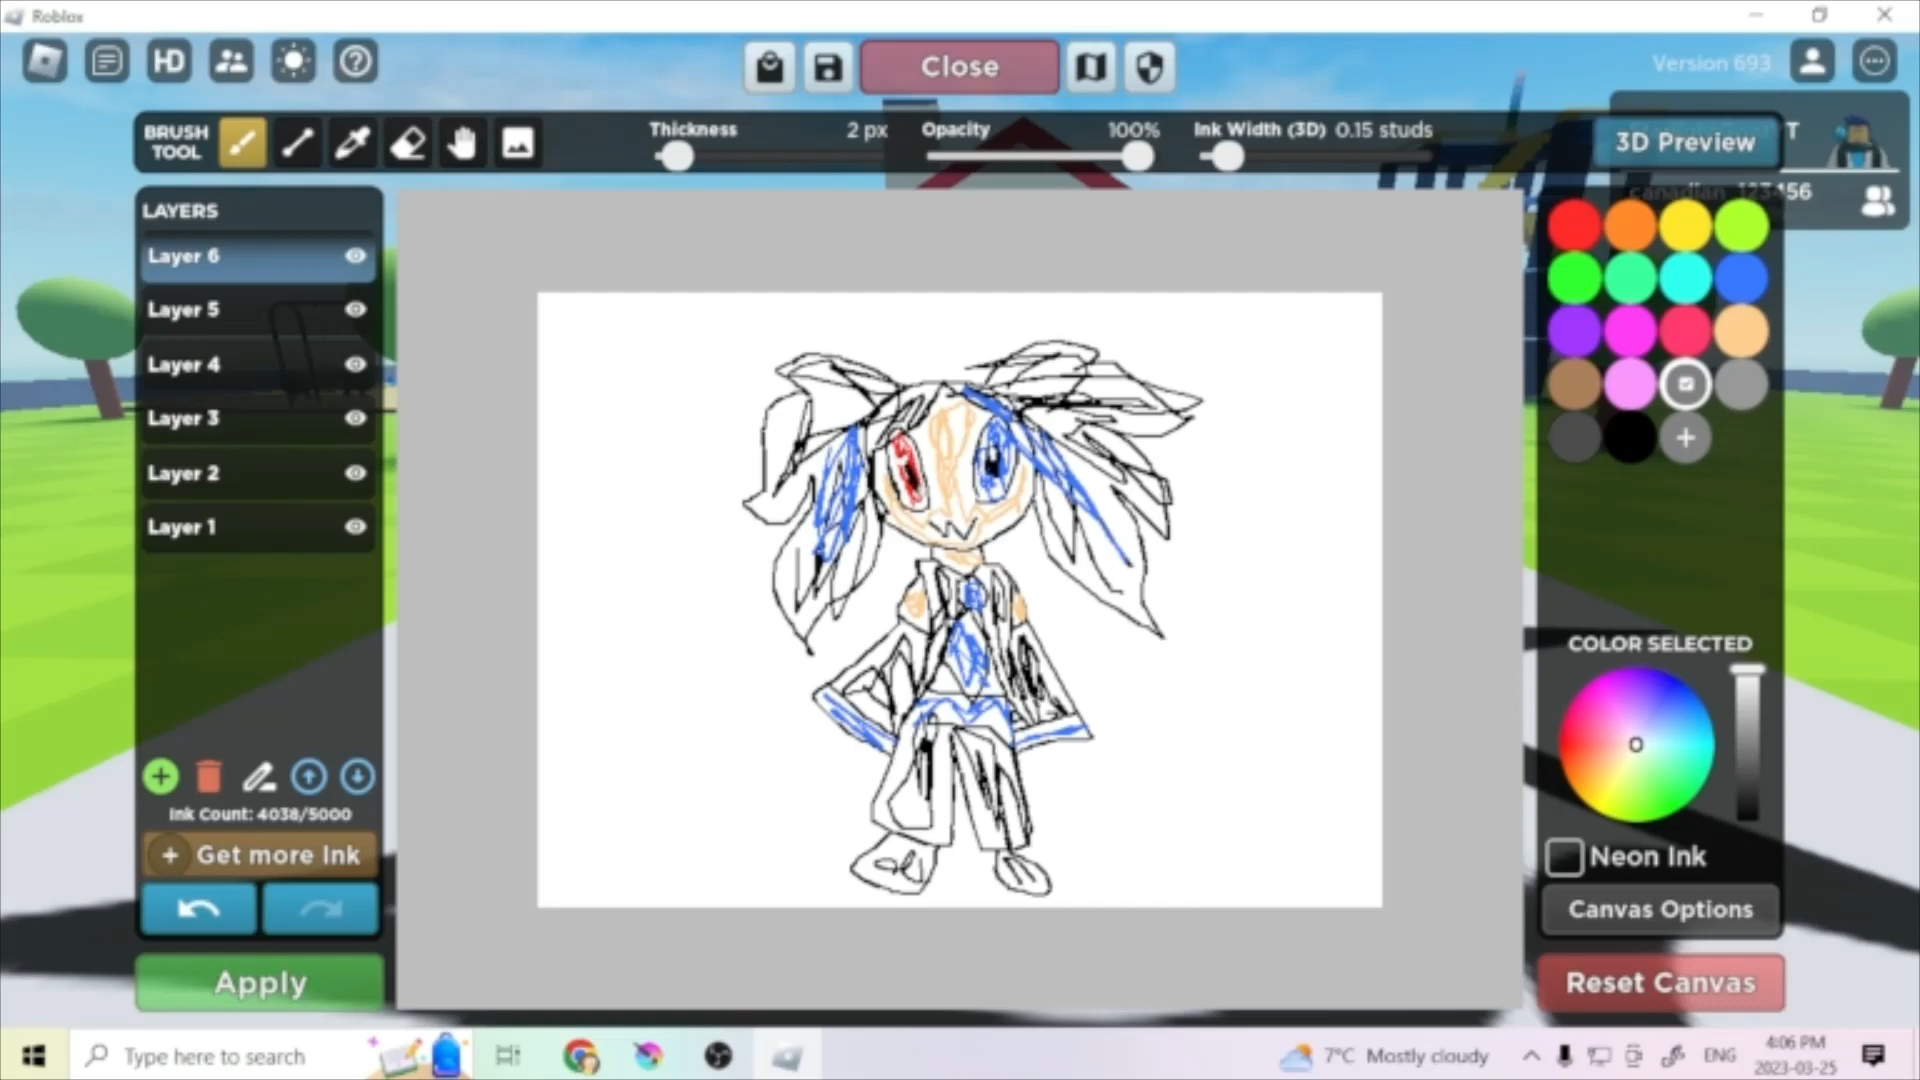 Roblox
HD
Close
Version 693
BRUSH TOOL
Thickness 2 px
Opacity 100%
Ink Width (3D) 0.15 studs
3D Preview
T
canadian_123456
LAYERS
Layer 6
Layer 5
Layer 4
Layer 3
Layer 2
Layer 1
Ink Count: 4038/5000
+ Get more Ink
Apply
COLOR SELECTED
Neon Ink
Canvas Options
Reset Canvas
Type here to search
7°C Mostly cloudy
ENG
4:06 PM
2023-03-25